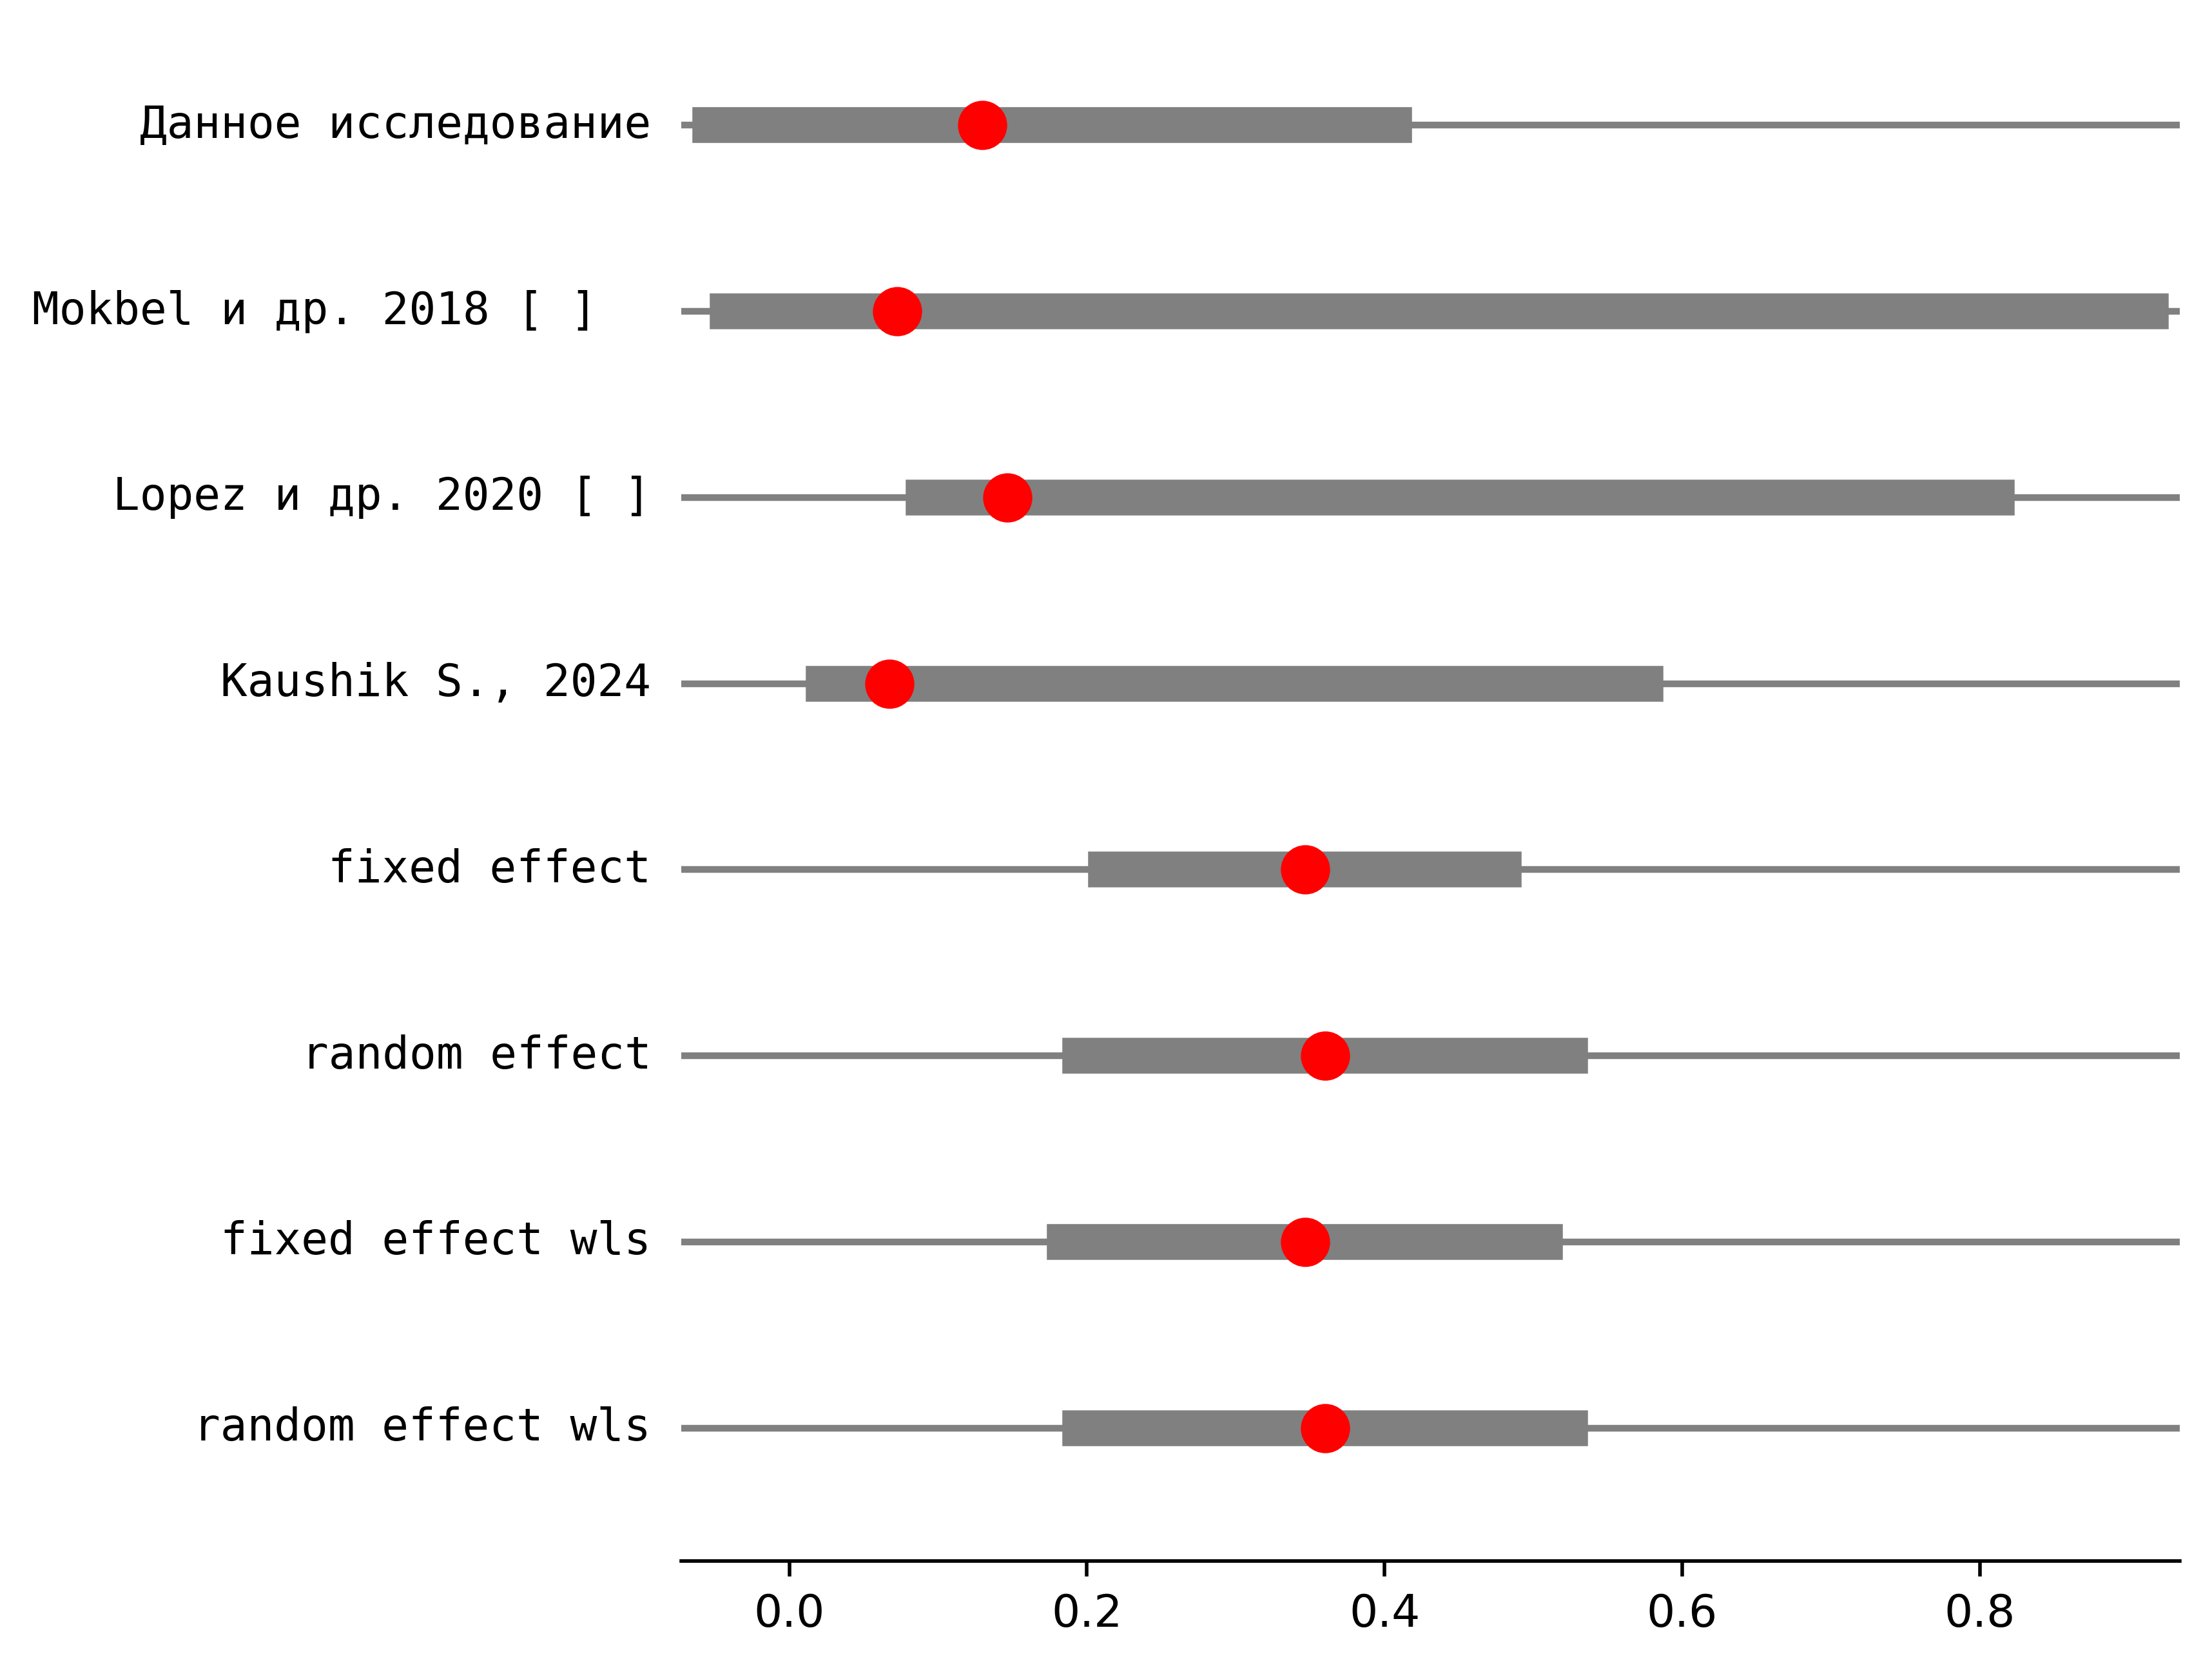 Данное исследование
Mokbel и др. 2018 [ ]
Lopez и др. 2020 [ ]
Kaushik S., 2024
fixed effect
random effect
fixed effect wls
random effect wls
0.0 0.2 0.4 0.6 0.8